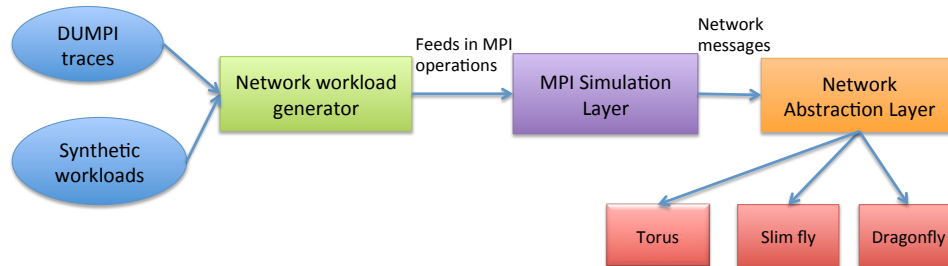 DUMPI
traces
Synthetic
workloads
Network workload
generator
Feeds in MPI
operations
MPI Simulation
Layer
Network
messages
Network
Abstraction Layer
Torus
Slim fly
Dragonfly